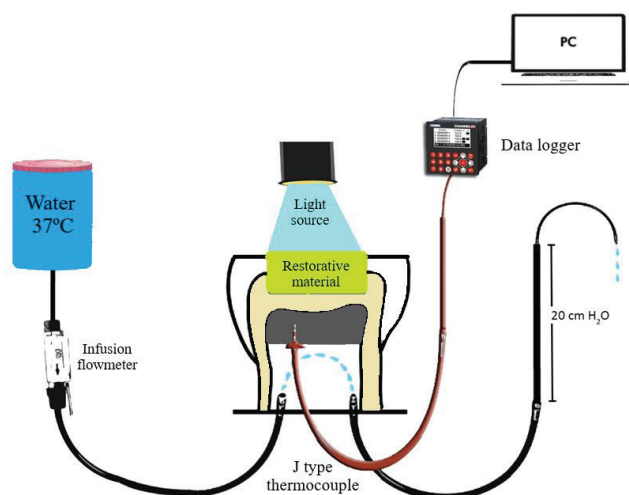 PC
Data logger
Water
37ºC
Light
source
Restorative
material
20 cm H₂O
Infusion
flowmeter
J type
thermocouple